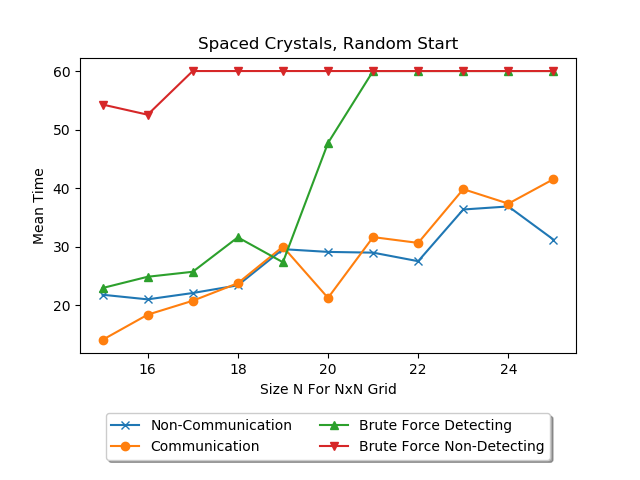 Spaced Crystals, Random Start
60
50
40
30
20
Mean Time
16 18 20 22 24
Size N For NxN Grid
Non-Communication Brute Force Detecting
Communication Brute Force Non-Detecting